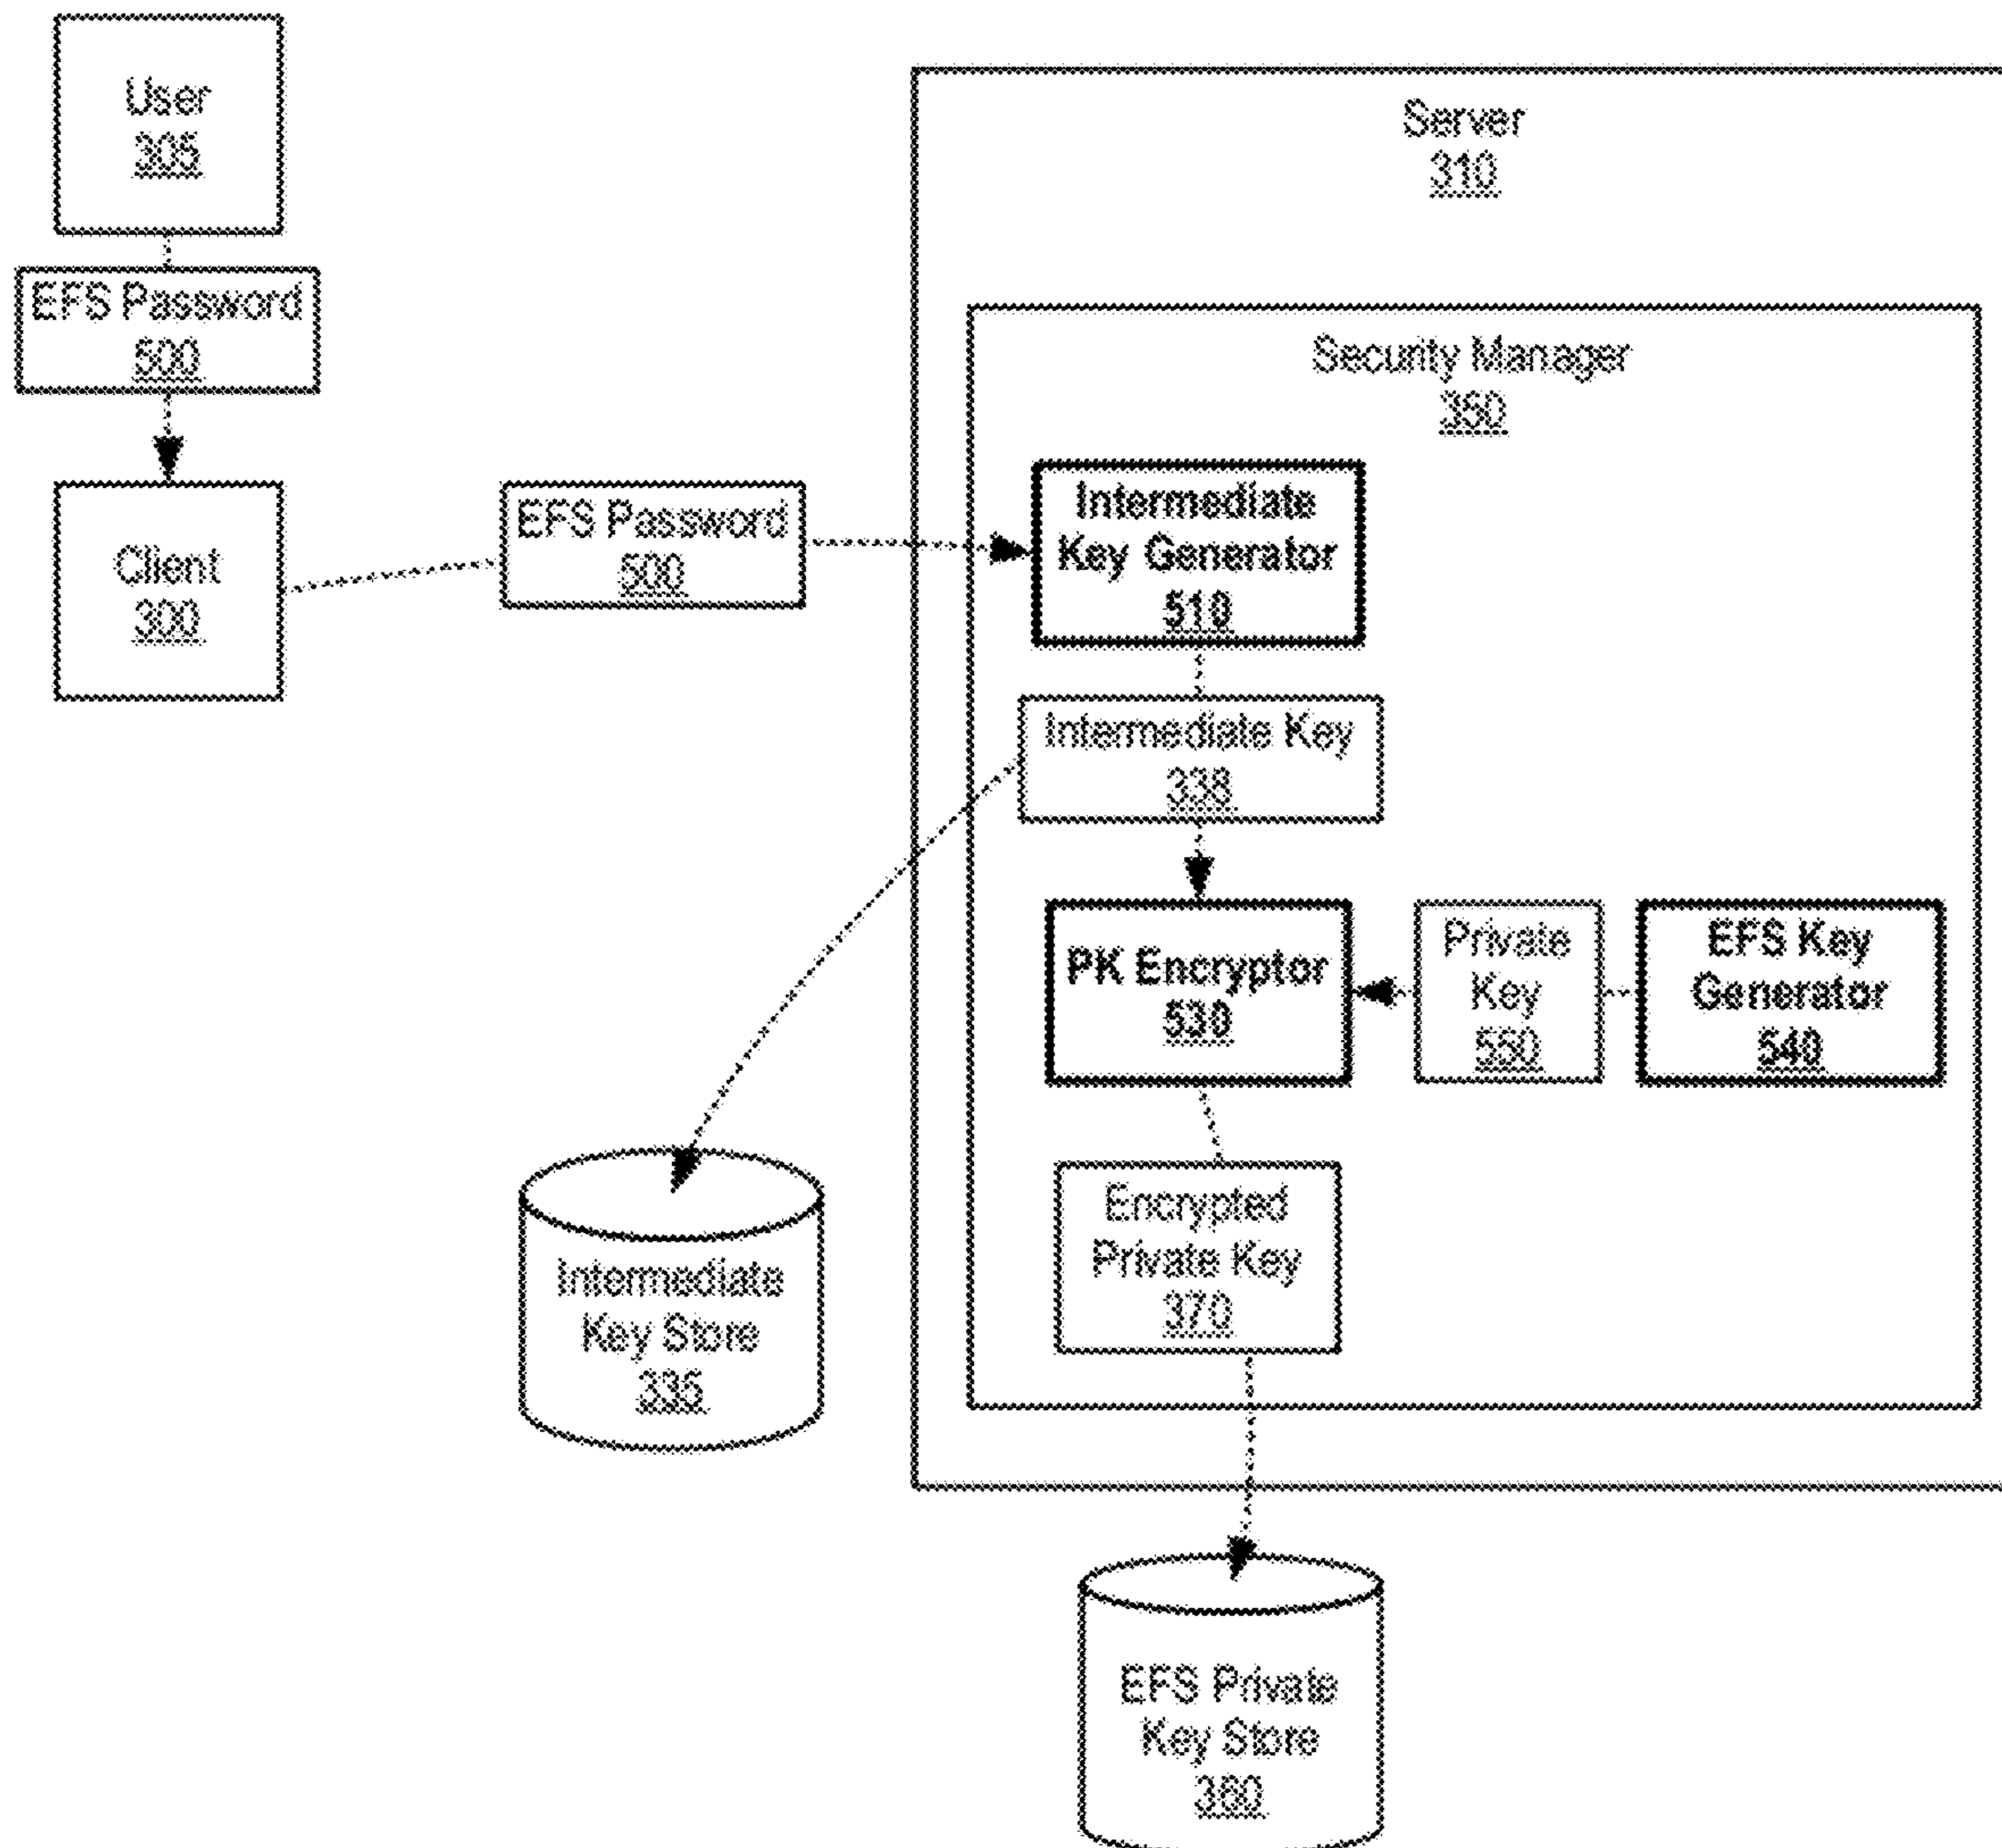 User
305
EFS Password
500
Client
300
EFS Password
500
Server
310
Security Manager
350
Intermediate
Key Generator
510
Intermediate Key
338
PK Encryptor
530
Private
Key
550
EFS Key
Generator
540
Encrypted
Private Key
370
Intermediate
Key Store
335
EFS Private
Key Store
360